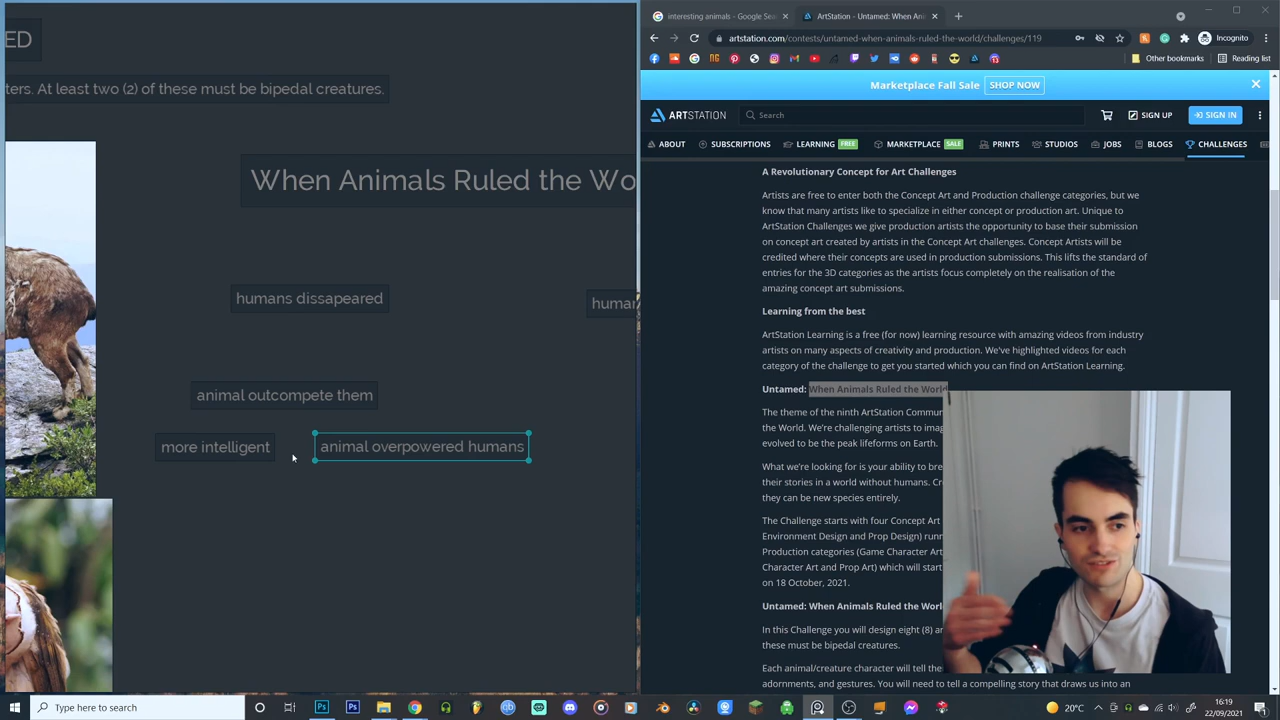 ED
ters. At least two (2) of these must be bipedal creatures.
When Animals Ruled the Wo
humans dissapeared
humar
animal outcompete them
more intelligent
animal overpowered humans
interesting animals - Google Sea
ArtStation - Untamed: When Ani
artstation.com/contests/untamed-when-animals-ruled-the-world/challenges/119
Incognito
Other bookmarks
Reading list
Marketplace Fall Sale
SHOP NOW
ARTSTATION
Search
SIGN UP
SIGN IN
ABOUT
SUBSCRIPTIONS
LEARNING FREE
MARKETPLACE SALE
PRINTS
STUDIOS
JOBS
BLOGS
CHALLENGES
A Revolutionary Concept for Art Challenges
Artists are free to enter both the Concept Art and Production challenge categories, but we
know that many artists like to specialize in either concept or production art. Unique to
ArtStation Challenges we give production artists the opportunity to base their submission
on concept art created by artists in the Concept Art challenges. Concept Artists will be
credited where their concepts are used in production submissions. This lifts the standard of
entries for the 3D categories as the artists focus completely on the realisation of the
amazing concept art submissions.
Learning from the best
ArtStation Learning is a free (for now) learning resource with amazing videos from industry
artists on many aspects of creativity and production. We've highlighted videos for each
category of the challenge to get you started which you can find on ArtStation Learning.
Untamed: When Animals Ruled the World
The theme of the ninth ArtStation Commun
the World. We're challenging artists to imag
evolved to be the peak lifeforms on Earth.
What we're looking for is your ability to bre
their stories in a world without humans. Cr
they can be new species entirely.
The Challenge starts with four Concept Art
Environment Design and Prop Design) runn
Production categories (Game Character Art
Character Art and Prop Art) which will start
on 18 October, 2021.
Untamed: When Animals Ruled the World
In this Challenge you will design eight (8) an
these must be bipedal creatures.
Each animal/creature character will tell the
adornments, and gestures. You will need to tell a compelling story that draws us into an
Type here to search
20°C
16:19
22/09/2021